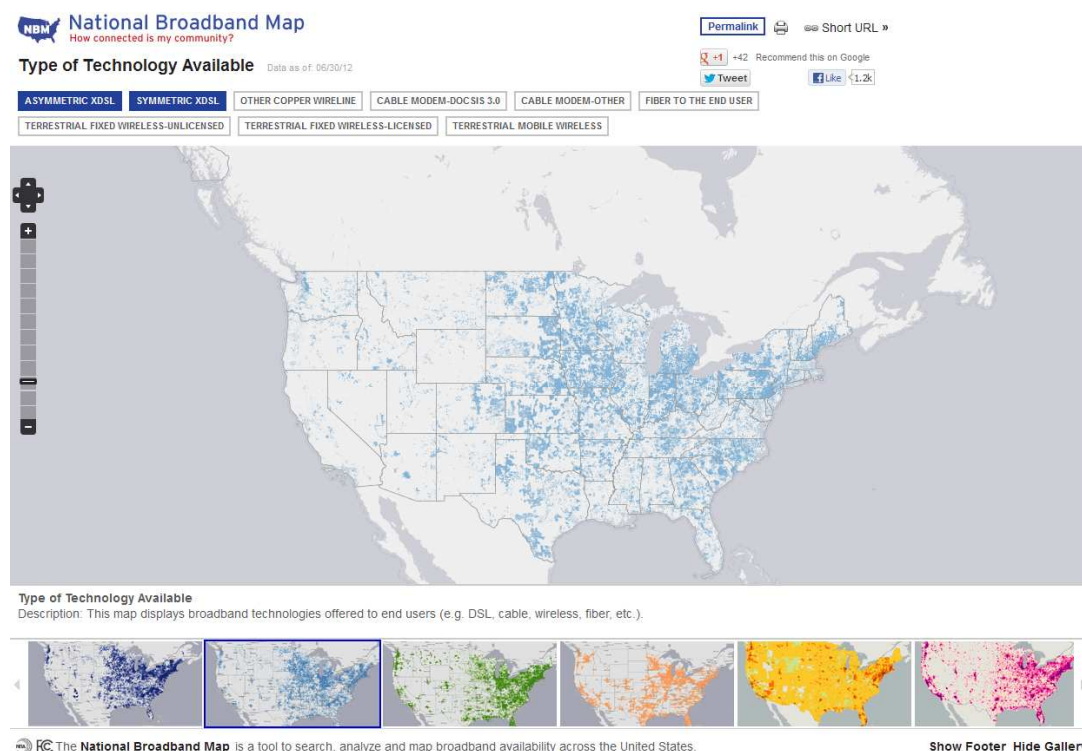 NBM National Broadband Map
How connected is my community?
Permalink Short URL »
+1 +42 Recommend this on Google
Type of Technology Available Data as of: 06/30/12
Tweet Like 1.2k
ASYMMETRIC XDSL SYMMETRIC XDSL OTHER COPPER WIRELINE CABLE MODEM-DOCSIS 3.0 CABLE MODEM-OTHER FIBER TO THE END USER
TERRESTRIAL FIXED WIRELESS-UNLICENSED TERRESTRIAL FIXED WIRELESS-LICENSED TERRESTRIAL MOBILE WIRELESS
Type of Technology Available
Description: This map displays broadband technologies offered to end users (e.g. DSL, cable, wireless, fiber, etc.).
FC The National Broadband Map is a tool to search, analyze and map broadband availability across the United States. Show Footer Hide Galler